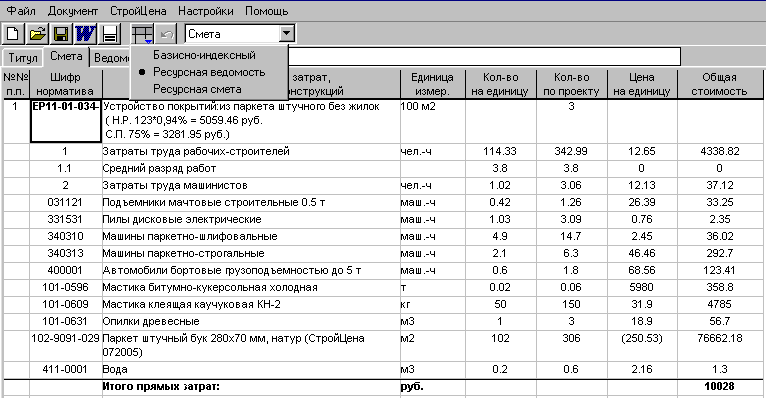 Файл Документ СтройЦена Настройки Помощь
W Смета
Титул Смета Ведомо
Базисно-индексный
Ресурсная ведомость
Ресурсная смета
№№ Шифр затрат, Единица Кол-во Кол-во Цена Общая
п.п. норматива онструкций измер. на единицу по проекту на единицу стоимость
1 ЕР11-01-034- Устройство покрытий:из паркета штучного без жилок 100 м2 3
( Н.Р. 123*0,94% = 5059.46 руб.
С.П. 75% = 3281.95 руб.)
1 Затраты труда рабочих-строителей чел.-ч 114.33 342.99 12.65 4338.82
1.1 Средний разряд работ 3.8 3.8 0 0
2 Затраты труда машинистов чел.-ч 1.02 3.06 12.13 37.12
031121 Подъемники мачтовые строительные 0.5 т маш.-ч 0.42 1.26 26.39 33.25
331531 Пилы дисковые электрические маш.-ч 1.03 3.09 0.76 2.35
340310 Машины паркетно-шлифовальные маш.-ч 4.9 14.7 2.45 36.02
340313 Машины паркетно-строгальные маш.-ч 2.1 6.3 46.46 292.7
400001 Автомобили бортовые грузоподъемностью до 5 т маш.-ч 0.6 1.8 68.56 123.41
101-0596 Мастика битумно-кукерсольная холодная т 0.02 0.06 5980 358.8
101-0609 Мастика клеящая каучуковая КН-2 кг 50 150 31.9 4785
101-0631 Опилки древесные м3 1 3 18.9 56.7
102-9091-029 Паркет штучный бук 280x70 мм, натур (СтройЦена м2 102 306 (250.53) 76662.18
072005)
411-0001 Вода м3 0.2 0.6 2.16 1.3
Итого прямых затрат: руб. 10028